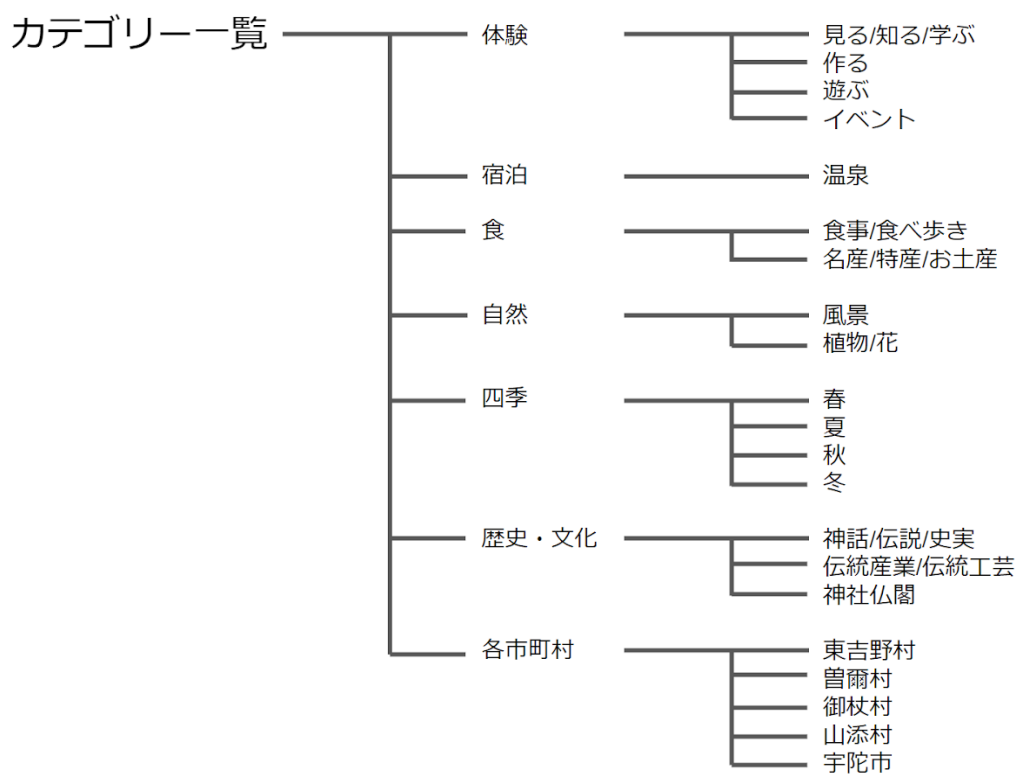 カテゴリー一覧
体験
見る/知る/学ぶ
作る
遊ぶ
イベント
宿泊
温泉
食
食事/食べ歩き
名産/特産/お土産
自然
風景
植物/花
四季
春
夏
秋
冬
歴史・文化
神話/伝説/史実
伝統産業/伝統工芸
神社仏閣
各市町村
東吉野村
曽爾村
御杖村
山添村
宇陀市